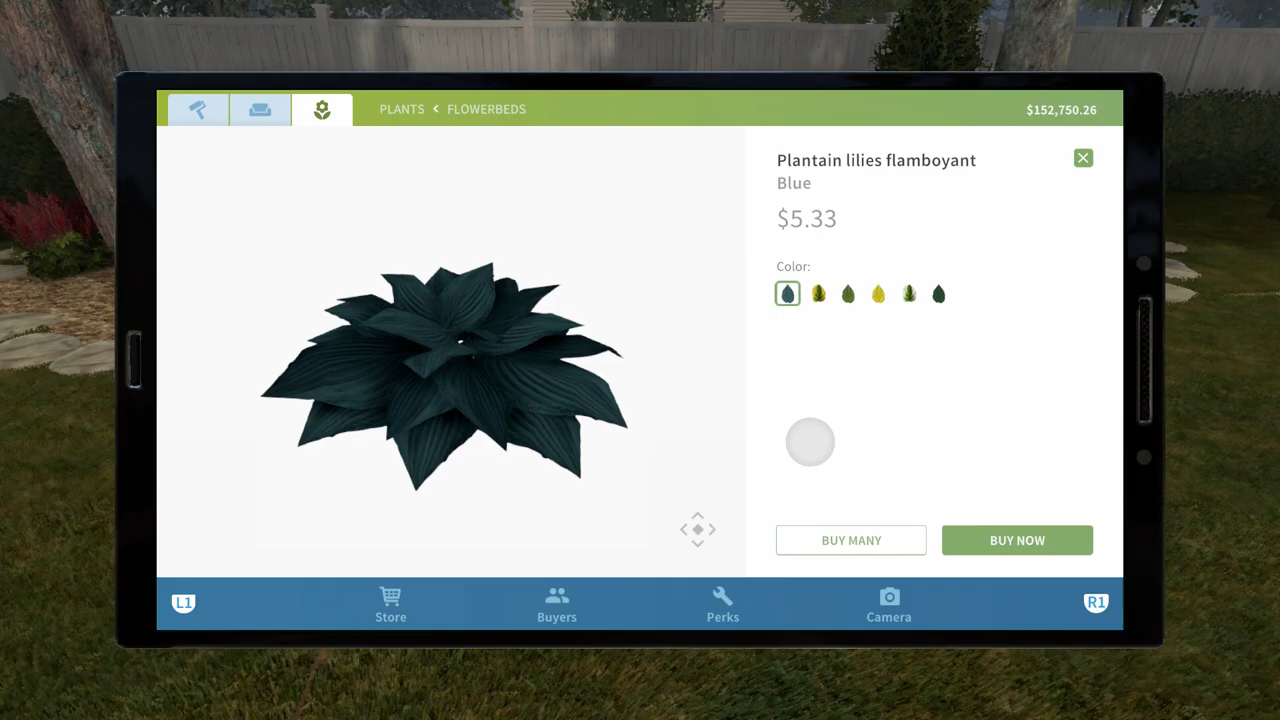 PLANTS < FLOWERBEDS
$152,750.26
Plantain lilies flamboyant
Blue
$5.33
Color:
BUY MANY
BUY NOW
L1
Store
Buyers
Perks
Camera
R1